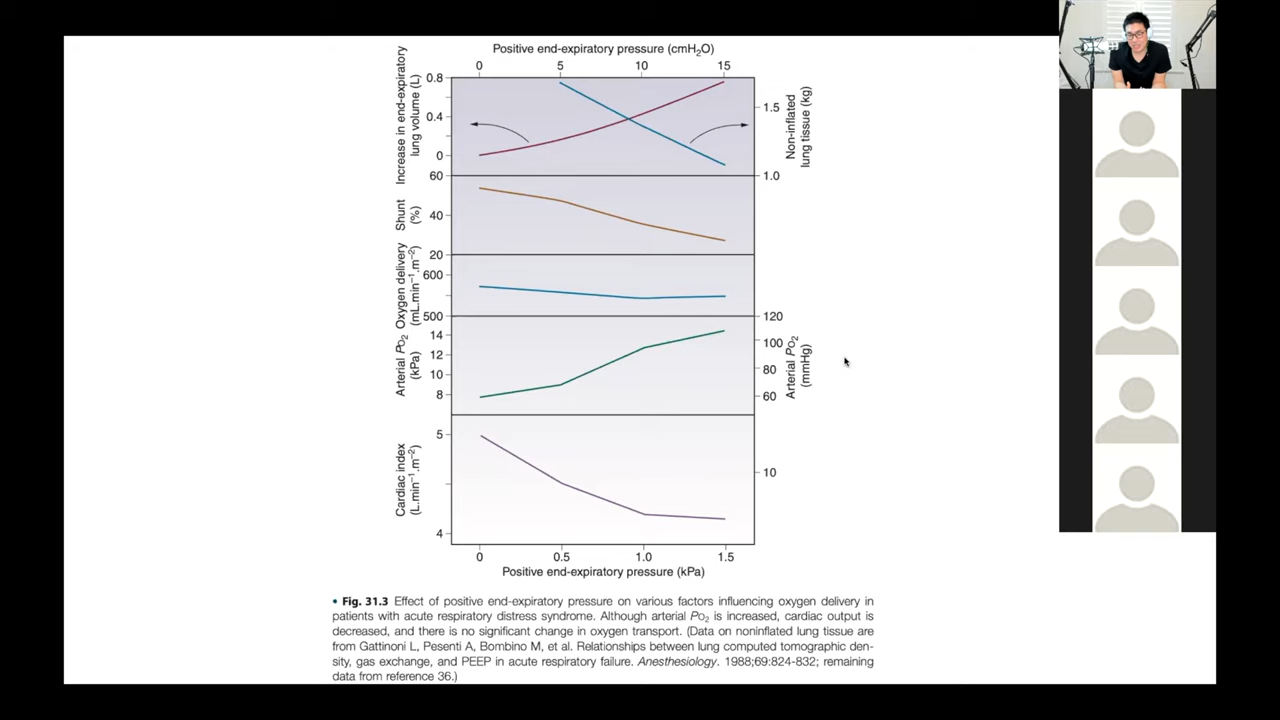 Positive end-expiratory pressure (cmH₂O)
0 5 10 15
Increase in end-expiratory
lung volume (L)
0.8
0.4
0
Non-inflated
lung tissue (kg)
1.5
1.0
Shunt
(%)
60
40
20
Oxygen delivery
(mL.min⁻¹.m⁻²)
600
500
Arterial PO₂
(kPa)
14
12
10
8
Arterial PO₂
(mmHg)
120
100
80
60
Cardiac index
(L.min⁻¹.m⁻²)
5
4
10
0 0.5 1.0 1.5
Positive end-expiratory pressure (kPa)
• Fig. 31.3 Effect of positive end-expiratory pressure on various factors influencing oxygen delivery in
patients with acute respiratory distress syndrome. Although arterial PO₂ is increased, cardiac output is
decreased, and there is no significant change in oxygen transport. (Data on noninflated lung tissue are
from Gattinoni L, Pesenti A, Bombino M, et al. Relationships between lung computed tomographic den-
sity, gas exchange, and PEEP in acute respiratory failure. Anesthesiology. 1988;69:824-832; remaining
data from reference 36.)